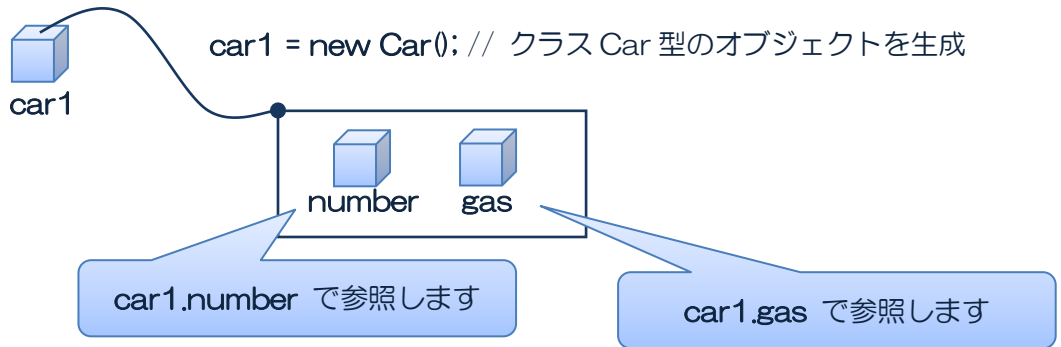 car1 = new Car(); // クラス Car 型のオブジェクトを生成
car1
number
gas
car1.number で参照します
car1.gas で参照します